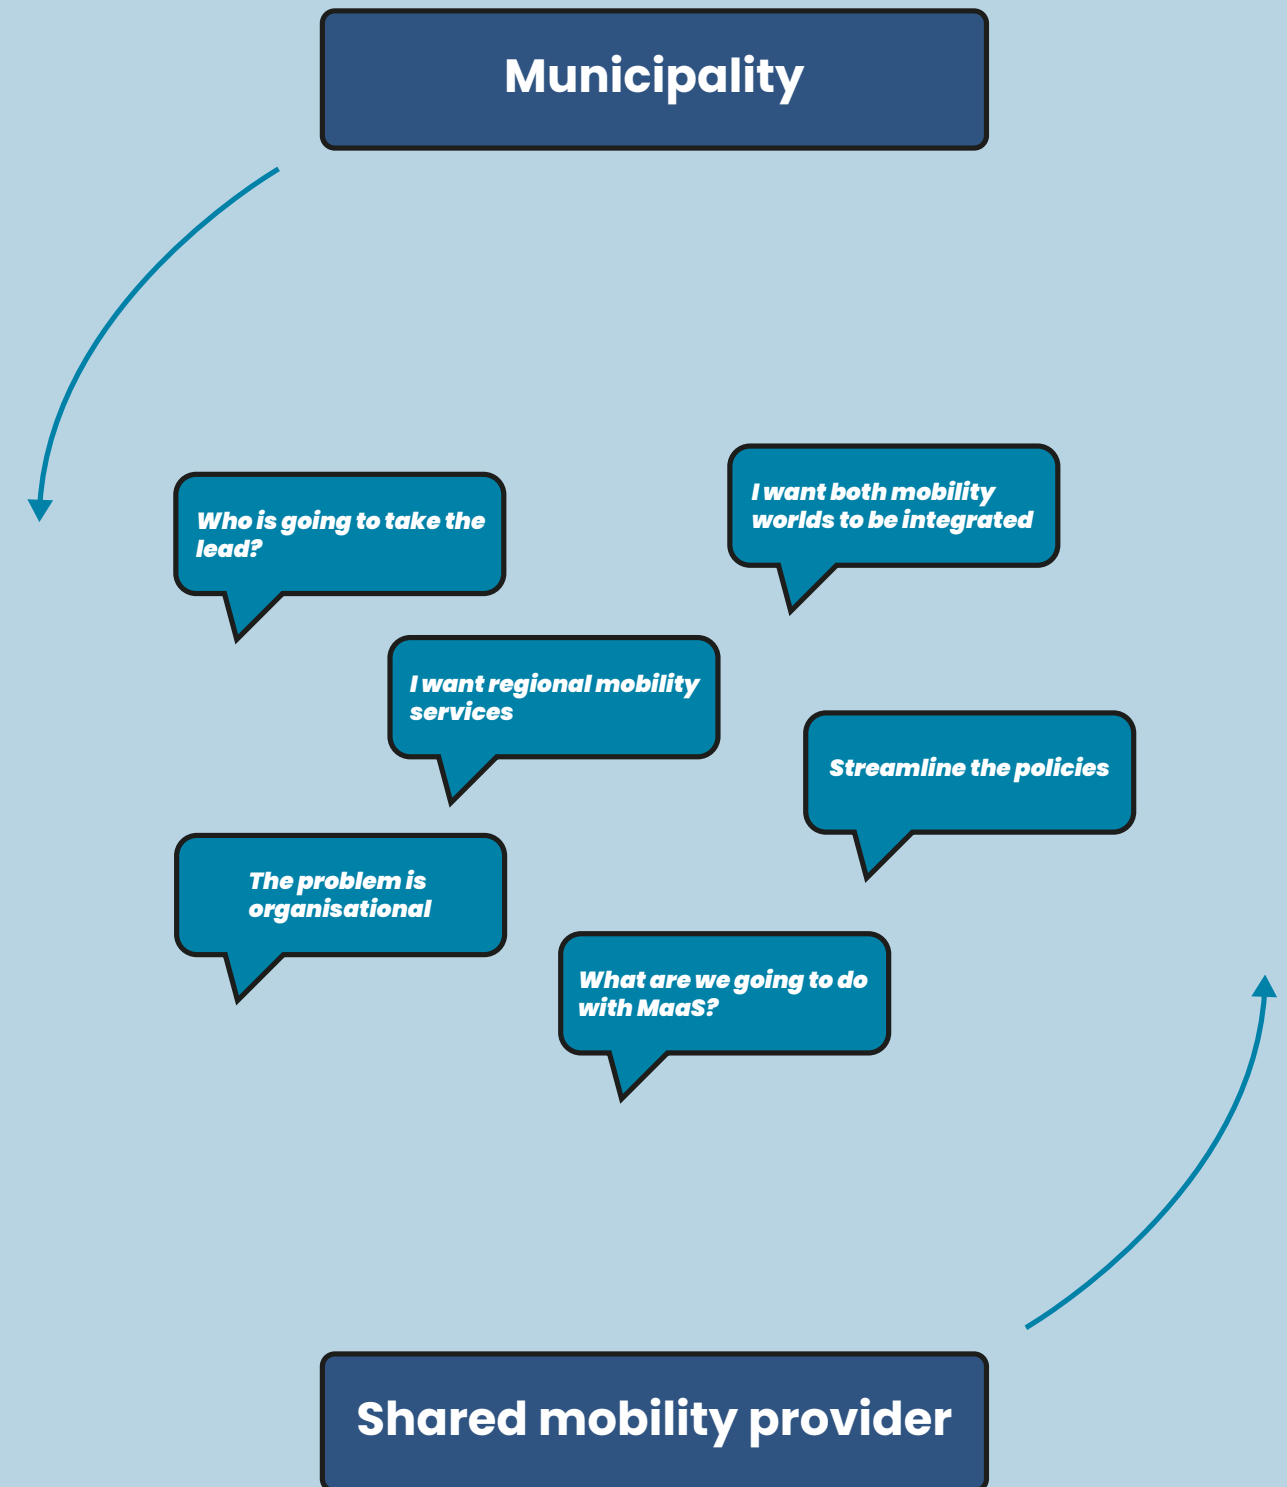 Municipality
Who is going to take the
lead?
I want both mobility
worlds to be integrated
I want regional mobility
services
Streamline the policies
The problem is
organisational
What are we going to do
with MaaS?
Shared mobility provider